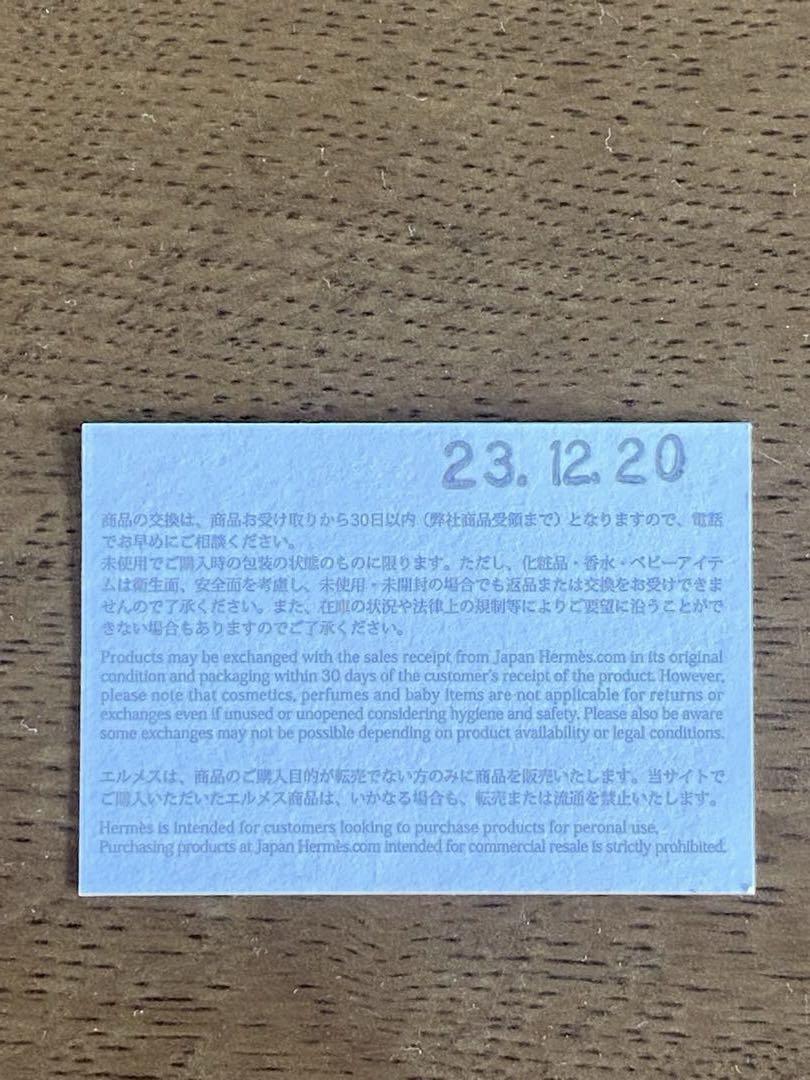 23.12.20
商品の交換は、商品お受け取りから30日以内（弊社商品受領まで）となりますので、電話
でお早めにご相談ください。
未使用でご購入時の包装の状態のものに限ります。ただし、化粧品・香水・ベビーアイテ
ムは衛生面、安全面を考慮し、未使用・未開封の場合でも返品または交換をお受けできま
せんので了承ください。また、在庫の状況や法律上の規制等によりご要望に沿うことがで
きない場合もありますのでご了承ください。
Products may be exchanged with the sales receipt from Japan Hermès.com in its original
condition and packaging within 30 days of the customer's receipt of the product. However,
please note that cosmetics, perfumes and baby items are not applicable for returns or
exchanges even if unused or unopened considering hygiene and safety. Please also be aware
some exchanges may not be possible depending on product availability or legal conditions.
エルメスは、商品のご購入目的が転売でない方のみに商品を販売いたします。当サイトで
ご購入いただいたエルメス商品は、いかなる場合も、転売または流通を禁止いたします。
Hermès is intended for customers looking to purchase products for peronal use.
Purchasing products at Japan Hermès.com intended for commercial resale is strictly prohibited.